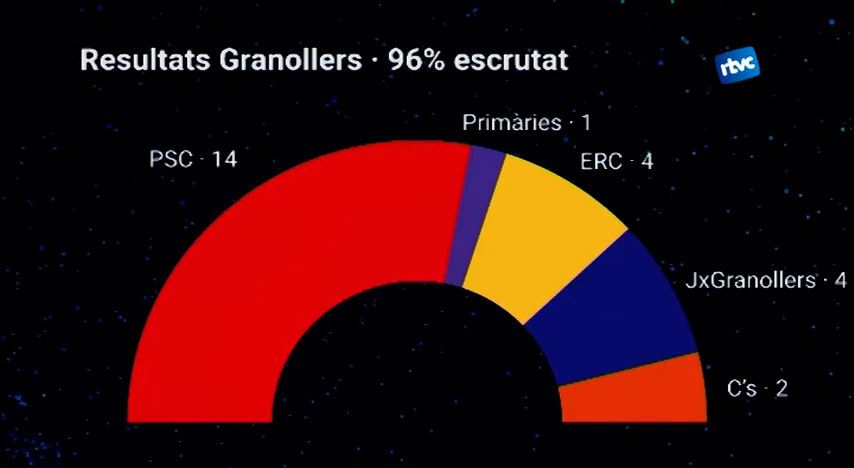 Resultats Granollers · 96% escrutat
rtvc
Primàries · 1
PSC · 14
ERC · 4
JxGranollers · 4
C's · 2